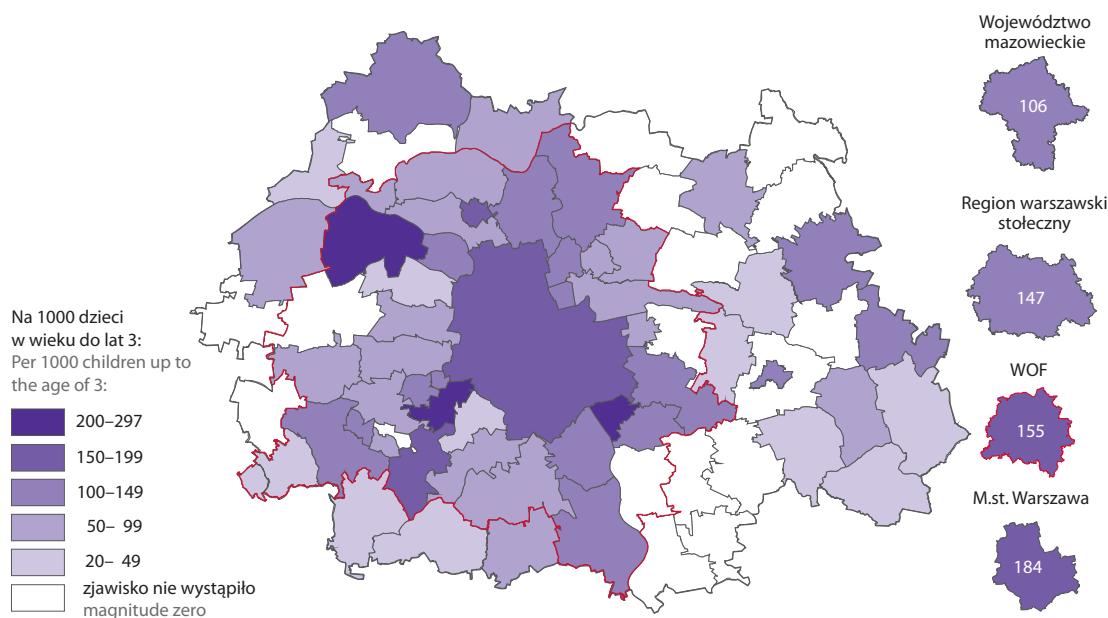 Województwo
mazowieckie
106
Region warszawski
stołeczny
147
WOF
155
M.st. Warszawa
184
Na 1000 dzieci
w wieku do lat 3:
Per 1000 children up to
the age of 3:
200–297
150–199
100–149
50– 99
20– 49
zjawisko nie wystąpiło
magnitude zero